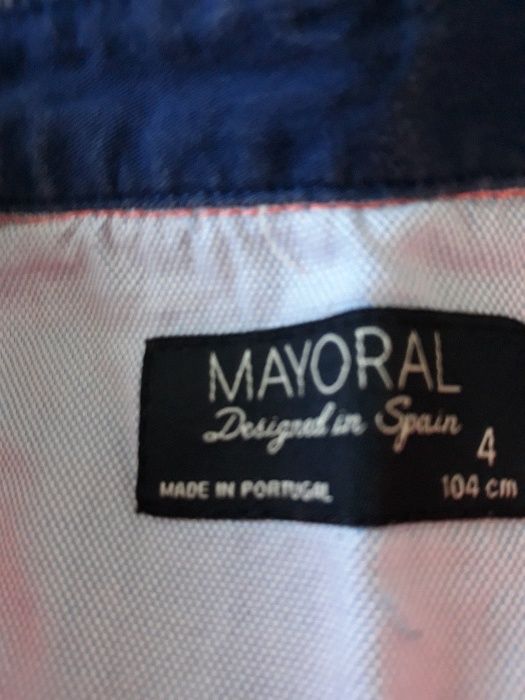 MAYORAL
Designed in Spain
4
MADE IN PORTUGAL 104 cm